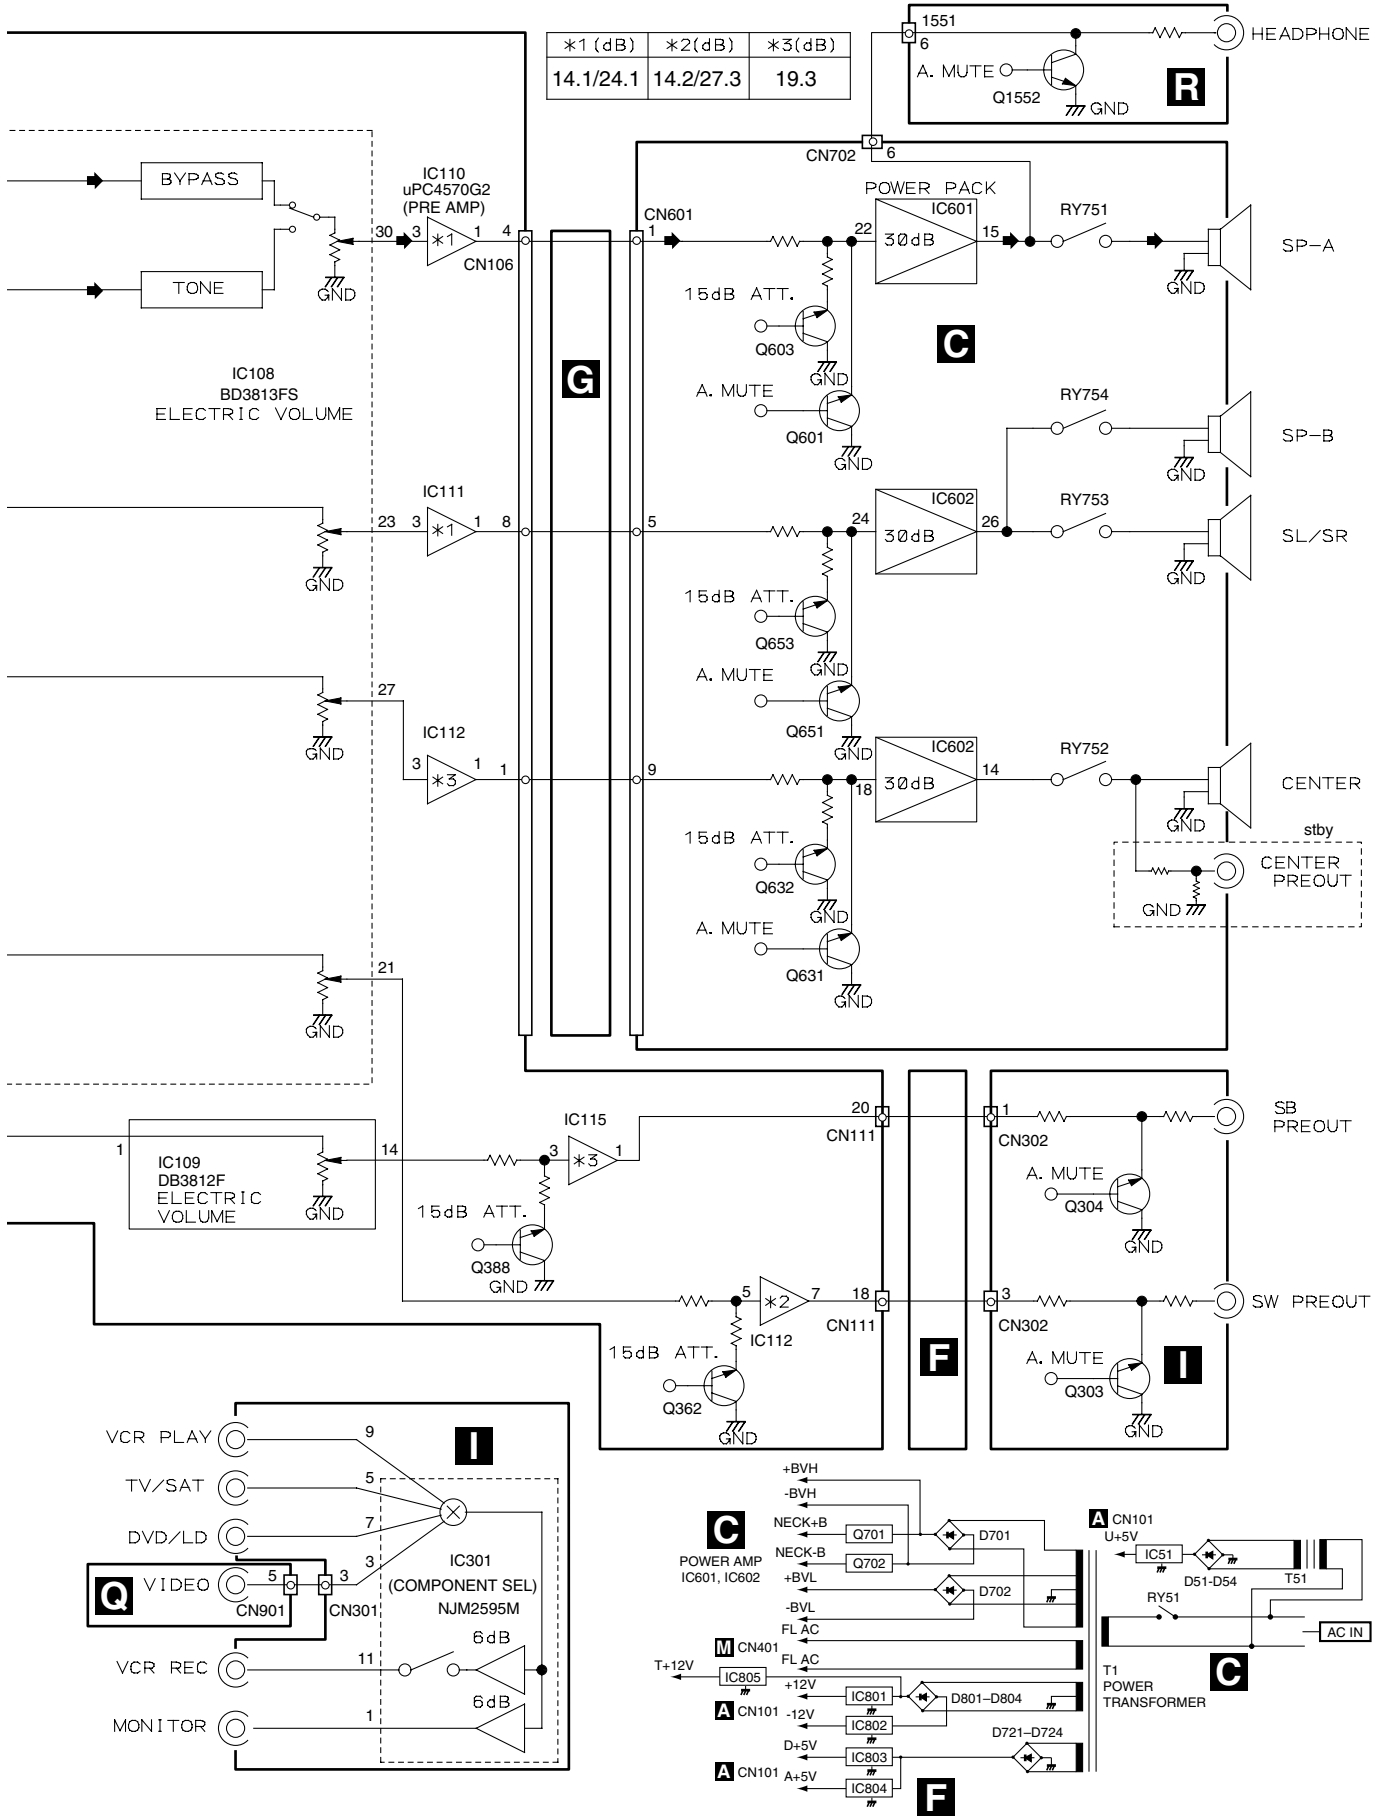 *1(dB) *2(dB) *3(dB)
14.1/24.1 14.2/27.3 19.3
1551
6
HEADPHONE
A. MUTE
Q1552
GND
R
CN702
6
BYPASS
TONE
30
3
IC110
uPC4570G2
(PRE AMP)
*1
1
4
CN106
GND
IC108
BD3813FS
ELECTRIC VOLUME
G
CN601
1
POWER PACK
IC601
22
30dB
15
RY751
SP-A
GND
15dB ATT.
Q603
GND
C
A. MUTE
Q601
GND
RY754
SP-B
GND
IC111
23
3
*1
1
8
5
GND
IC602
24
30dB
26
RY753
SL/SR
GND
15dB ATT.
Q653
GND
A. MUTE
Q651
GND
27
GND
IC112
3
*3
1
1
9
IC602
18
30dB
14
RY752
CENTER
GND
stby
CENTER
PREOUT
GND
15dB ATT.
Q632
GND
A. MUTE
Q631
GND
21
GND
1
IC109
DB3812F
ELECTRIC
VOLUME
GND
14
IC115
3
*3
1
20
CN111
1
CN302
SB
PREOUT
15dB ATT.
Q388
GND
A. MUTE
Q304
GND
5
*2
7
IC112
18
CN111
3
CN302
SW PREOUT
15dB ATT.
Q362
GND
F
A. MUTE
Q303
GND
I
VCR PLAY
9
I
TV/SAT
5
DVD/LD
7
Q
VIDEO
5
3
3
CN901
CN301
IC301
(COMPONENT SEL)
NJM2595M
VCR REC
11
6dB
MONITOR
1
6dB
+BVH
-BVH
C
POWER AMP
IC601, IC602
NECK+B
Q701
D701
NECK-B
Q702
+BVL
D702
-BVL
FL AC
M CN401
FL AC
T+12V
IC805
+12V
IC801
D801–D804
A CN101
-12V
IC802
D+5V
IC803
D721–D724
A CN101
A+5V
IC804
F
A CN101
U+5V
IC51
D51-D54
T51
RY51
AC IN
T1
POWER
TRANSFORMER
C